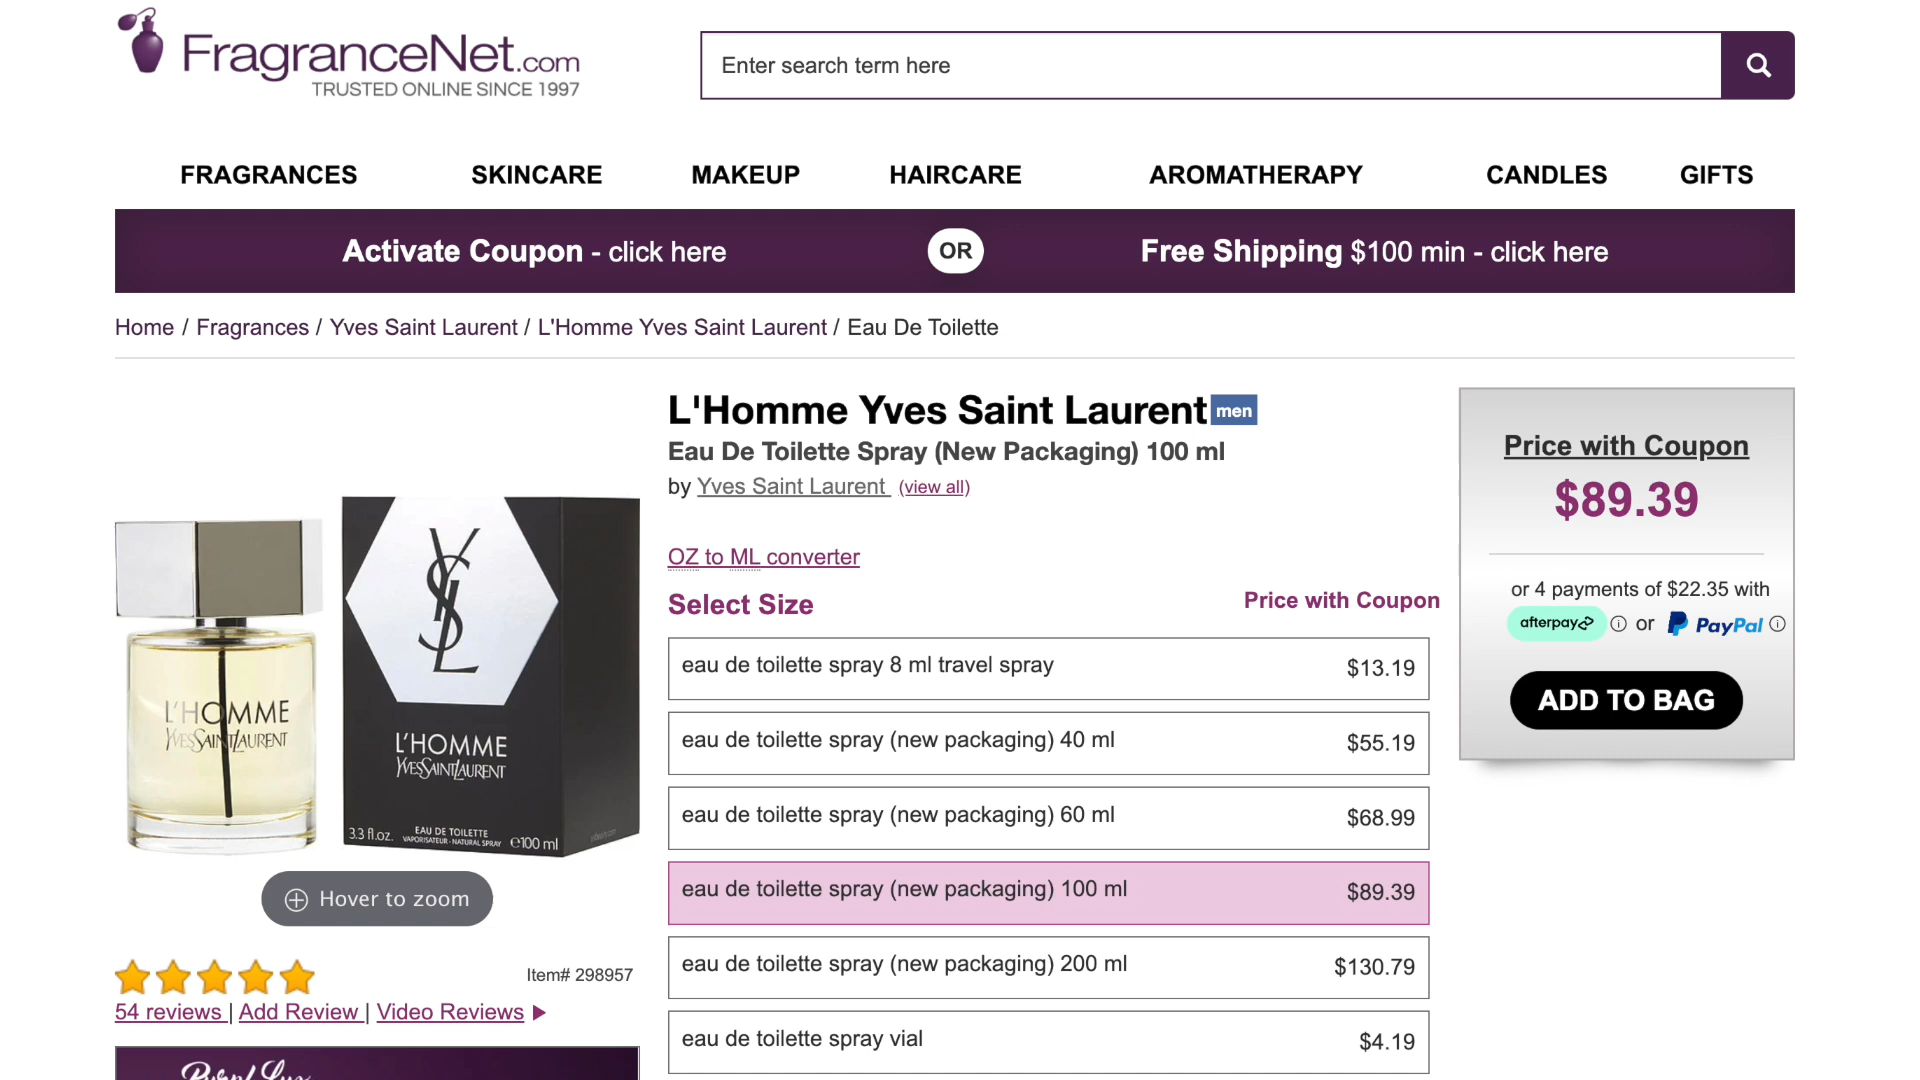 FragranceNet.com
TRUSTED ONLINE SINCE 1997
Enter search term here
FRAGRANCES SKINCARE MAKEUP HAIRCARE AROMATHERAPY CANDLES GIFTS
Activate Coupon - click here OR Free Shipping $100 min - click here
Home / Fragrances / Yves Saint Laurent / L'Homme Yves Saint Laurent / Eau De Toilette
L'Homme Yves Saint Laurent men
Eau De Toilette Spray (New Packaging) 100 ml
by Yves Saint Laurent (view all)
OZ to ML converter
Select Size Price with Coupon
eau de toilette spray 8 ml travel spray $13.19
eau de toilette spray (new packaging) 40 ml $55.19
eau de toilette spray (new packaging) 60 ml $68.99
eau de toilette spray (new packaging) 100 ml $89.39
eau de toilette spray (new packaging) 200 ml $130.79
eau de toilette spray vial $4.19
Price with Coupon
$89.39
or 4 payments of $22.35 with
afterpay or PayPal
ADD TO BAG
L'HOMME
YVESSAINTLAURENT
YSL
L'HOMME
YVESSAINTLAURENT
3.3 fl.oz. EAU DE TOILETTE
VAPORISATEUR - NATURAL SPRAY ℮100 ml
Hover to zoom
Item# 298957
54 reviews | Add Review | Video Reviews